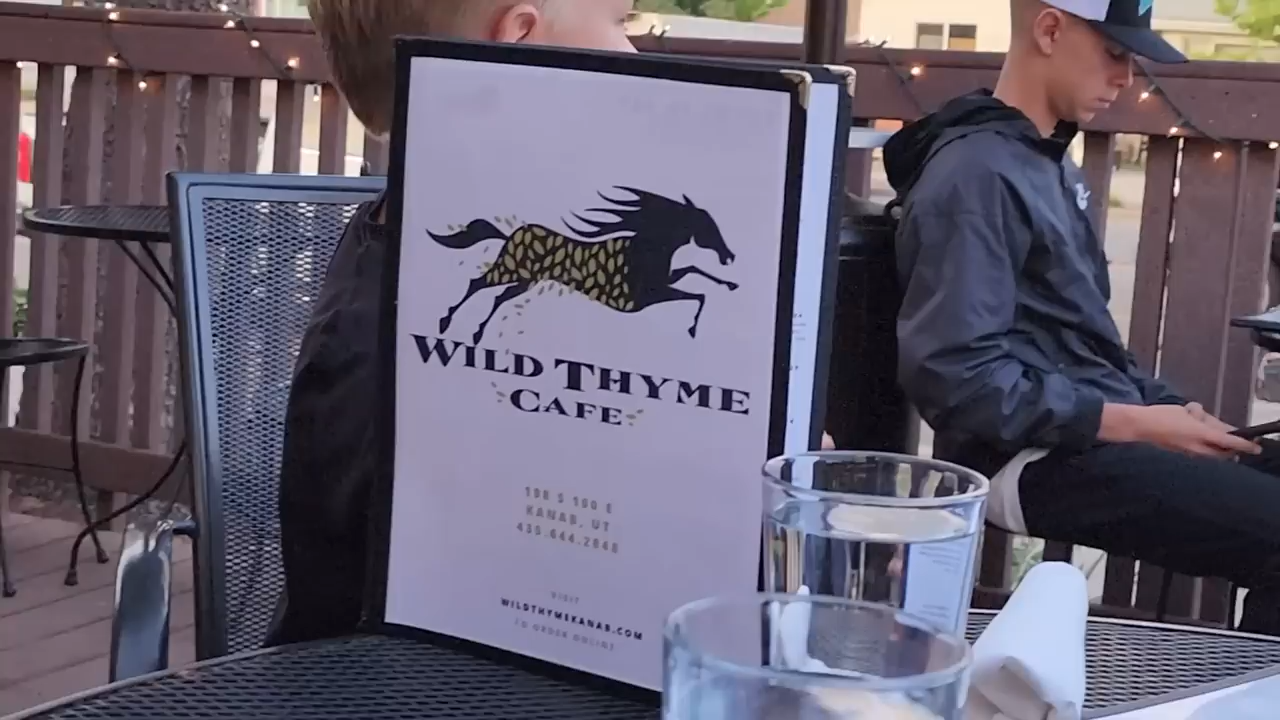 WILD THYME
CAFE
198 S 100 E
KANAB, UT
435.644.2848
VISIT
WILDTHYMEKANAB.COM
TO ORDER ONLINE